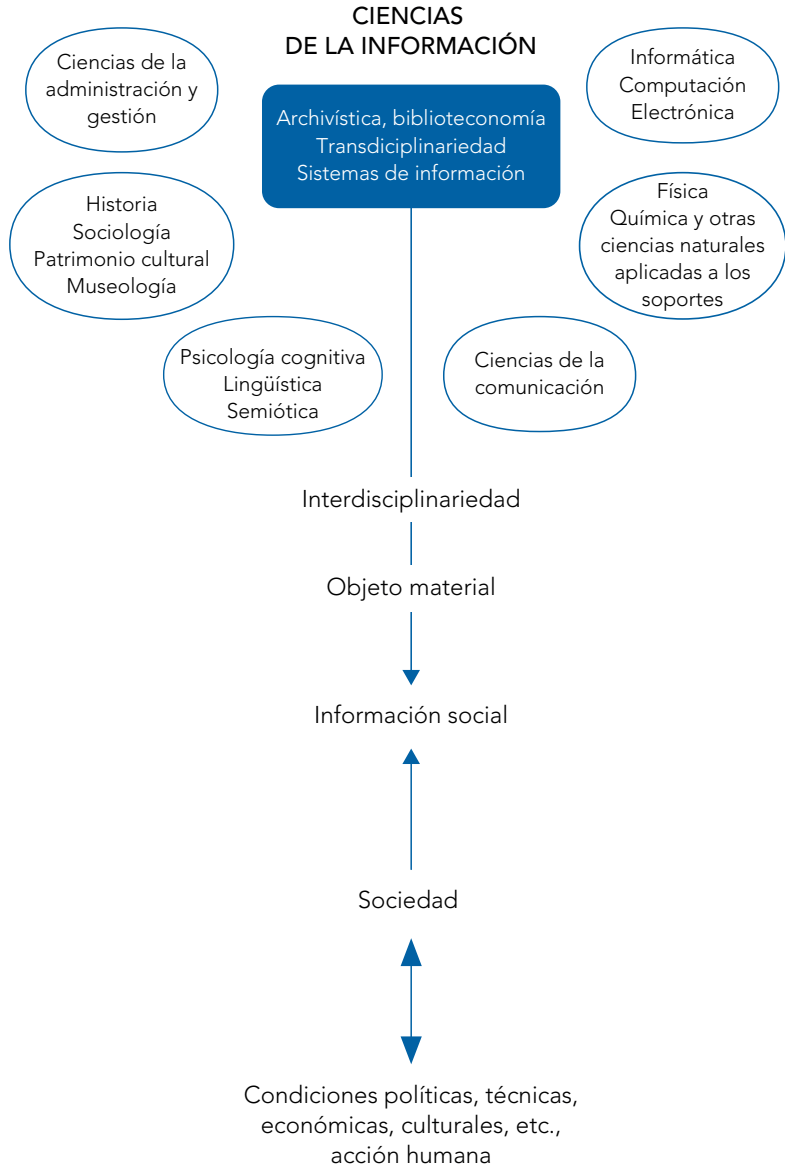 CIENCIAS
DE LA INFORMACIÓN
Ciencias de la
administración y
gestión
Archivística, biblioteconomía
Transdiciplinariedad
Sistemas de información
Informática
Computación
Electrónica
Historia
Sociología
Patrimonio cultural
Museología
Física
Química y otras
ciencias naturales
aplicadas a los
soportes
Psicología cognitiva
Lingüística
Semiótica
Ciencias de la
comunicación
Interdisciplinariedad
Objeto material
Información social
Sociedad
Condiciones políticas, técnicas,
económicas, culturales, etc.,
acción humana